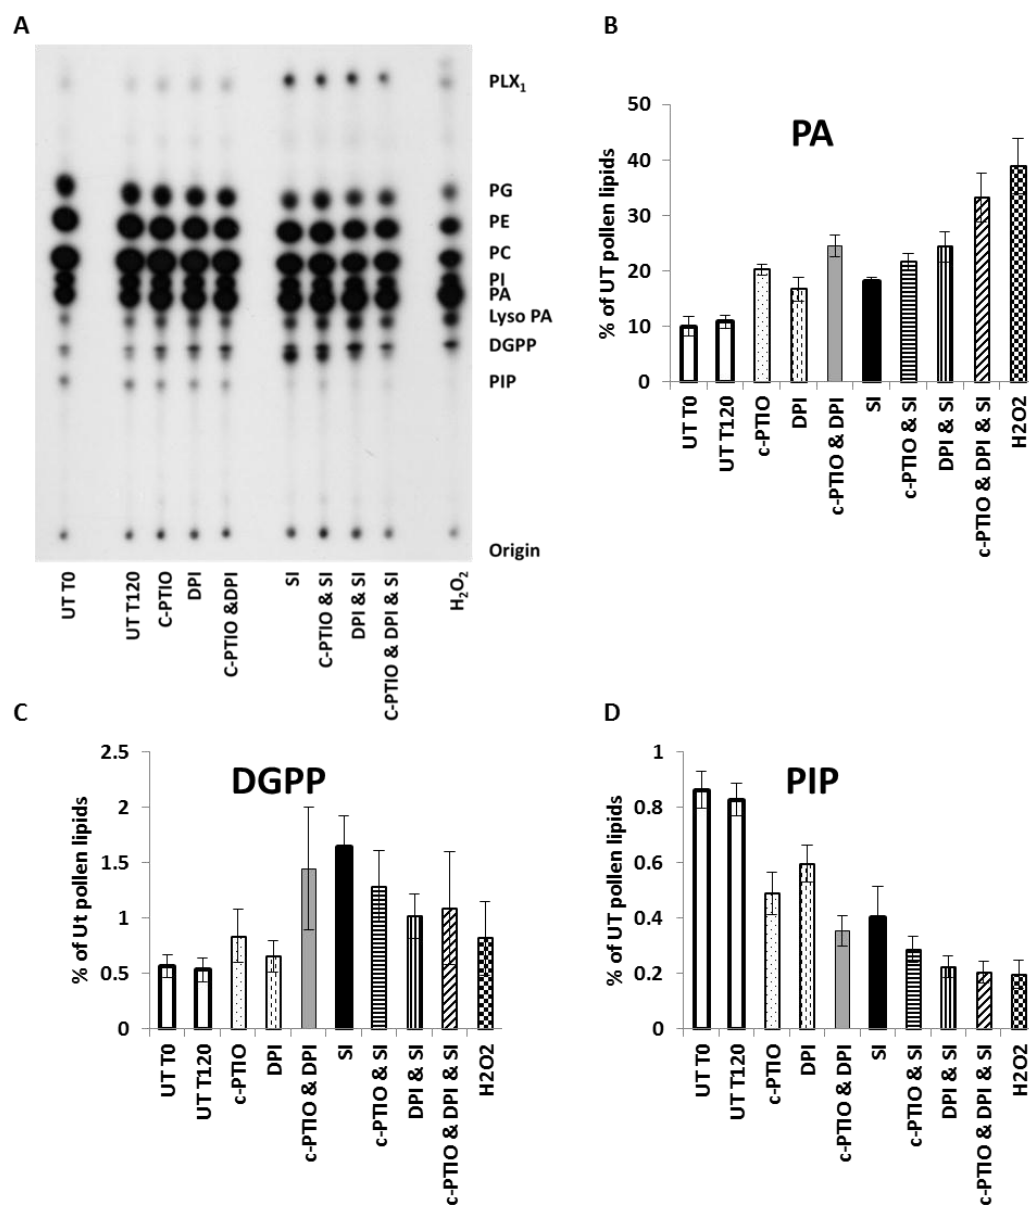 A
PLX1
PG
PE
PC
PI
PA
Lyso PA
DGPP
PIP
Origin
UT T0
UT T120
C-PTIO
DPI
C-PTIO &DPI
SI
C-PTIO & SI
DPI & SI
C-PTIO & DPI & SI
H2O2
B
PA
% of UT pollen lipids
50
40
30
20
10
0
UT T0
UT T120
c-PTIO
DPI
c-PTIO & DPI
SI
c-PTIO & SI
DPI & SI
c-PTIO & DPI & SI
H2O2
C
DGPP
% of Ut pollen lipids
2.5
2
1.5
1
0.5
0
UT T0
UT T120
c-PTIO
DPI
c-PTIO & DPI
SI
c-PTIO & SI
DPI & SI
c-PTIO & DPI & SI
H2O2
D
PIP
% of UT pollen lipids
1
0.8
0.6
0.4
0.2
0
UT T0
UT T120
c-PTIO
DPI
c-PTIO & DPI
SI
c-PTIO & SI
DPI & SI
c-PTIO & DPI & SI
H2O2